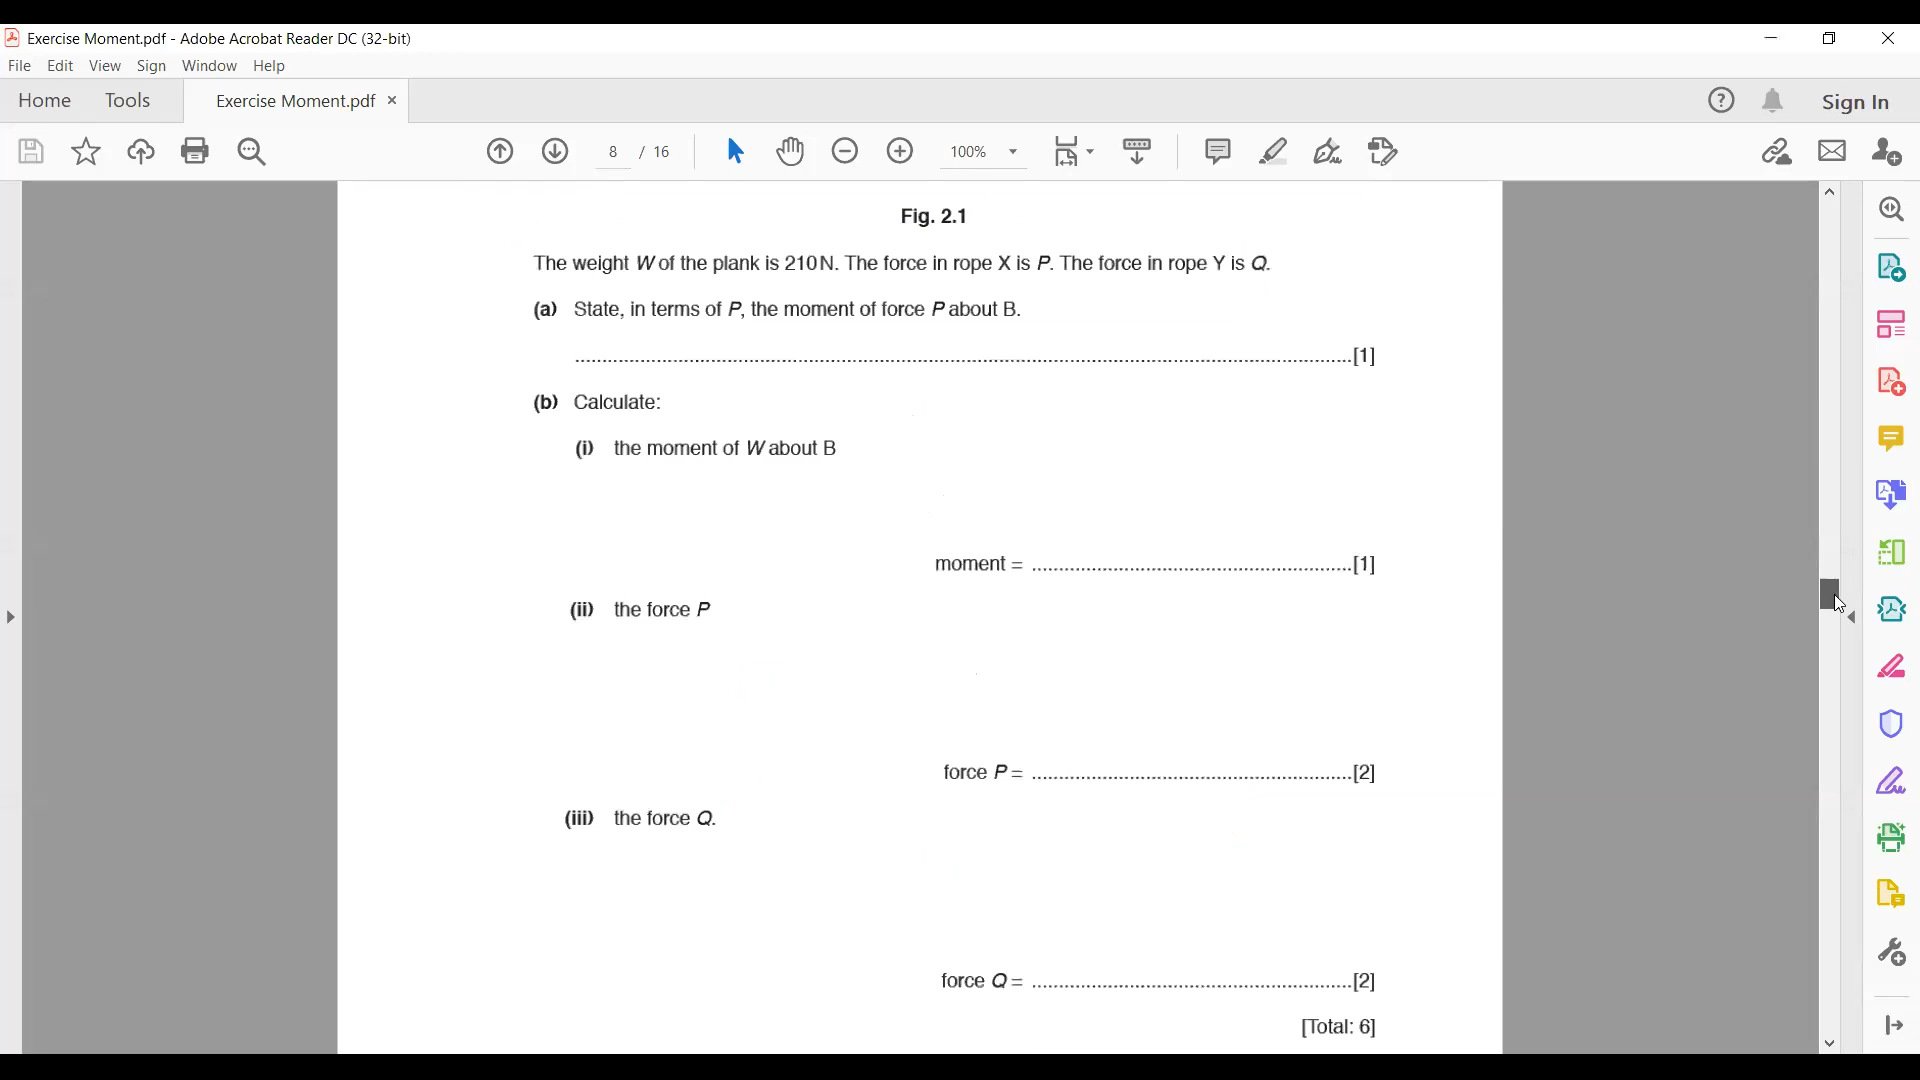 Exercise Moment.pdf - Adobe Acrobat Reader DC (32-bit)
File Edit View Sign Window Help
Home Tools Exercise Moment.pdf × Sign In
8 / 16 100%
Fig. 2.1
The weight W of the plank is 210N. The force in rope X is P. The force in rope Y is Q.
(a) State, in terms of P, the moment of force P about B.
................................................................................................................................................[1]
(b) Calculate:
(i) the moment of W about B
moment = ...........................................................[1]
(ii) the force P
force P = ...........................................................[2]
(iii) the force Q.
force Q = ...........................................................[2]
[Total: 6]